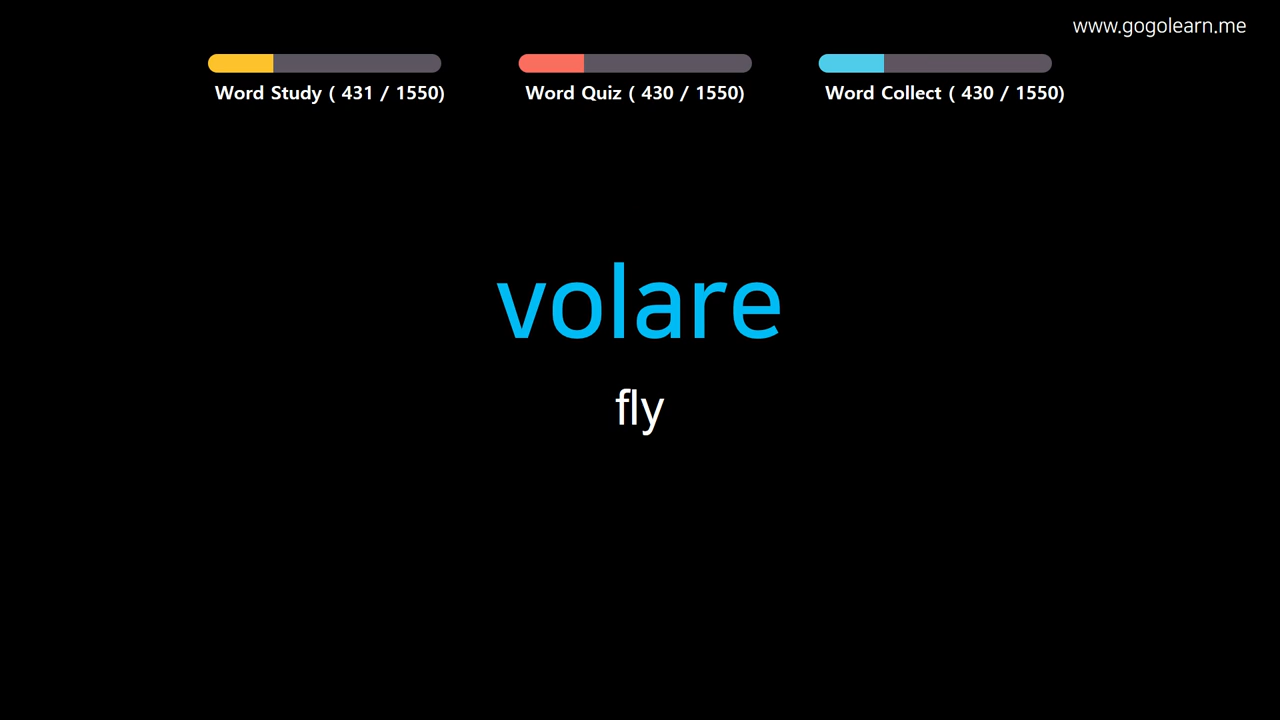 www.gogolearn.me
Word Study ( 431 / 1550)
Word Quiz ( 430 / 1550)
Word Collect ( 430 / 1550)
volare
fly